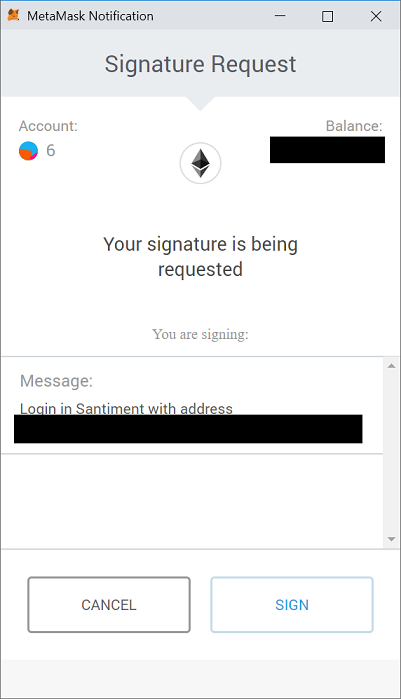 MetaMask Notification
Signature Request
Account:
Balance:
6
Your signature is being
requested
You are signing:
Message:
Login in Santiment with address
CANCEL
SIGN